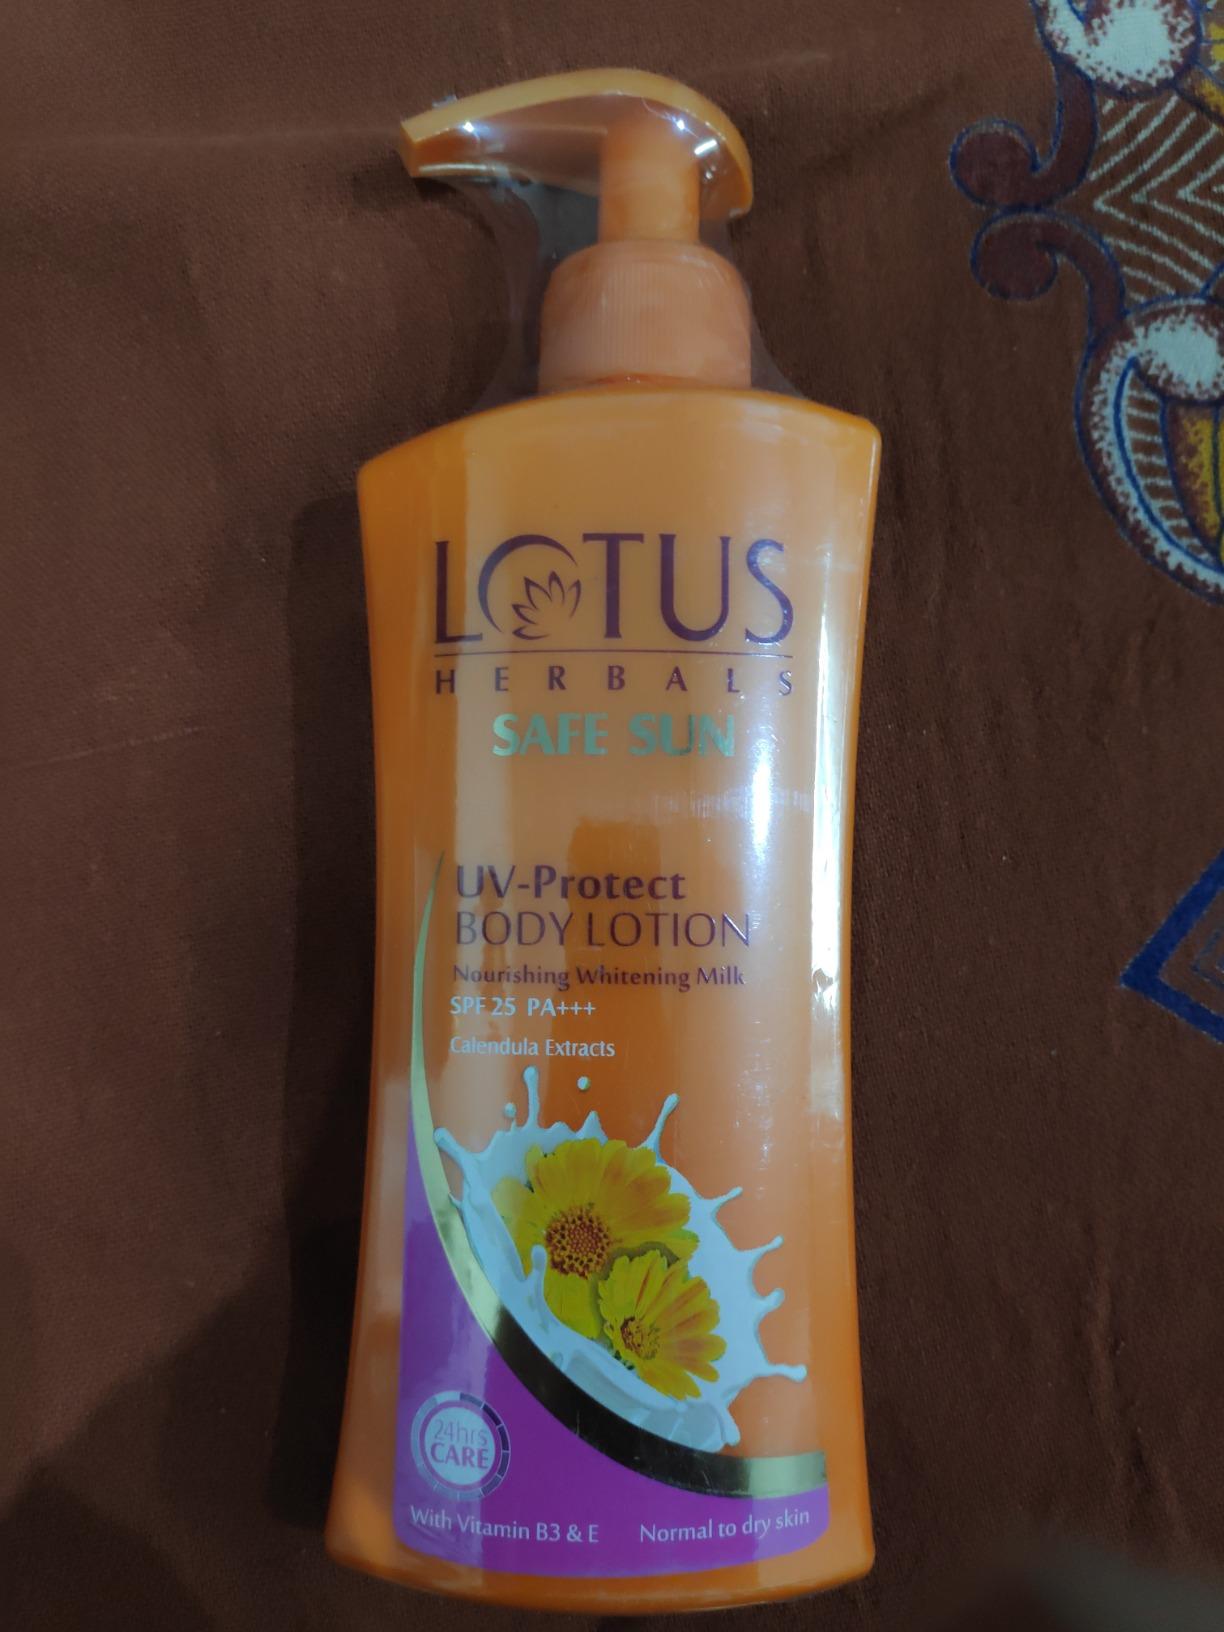 LOTUS
HERBALS
SAFE SUN
UV-Protect
BODY LOTION
Nourishing Whitening Milk
SPF 25 PA+++
Calendula Extracts
24hrs
CARE
With Vitamin B3 & E Normal to dry skin